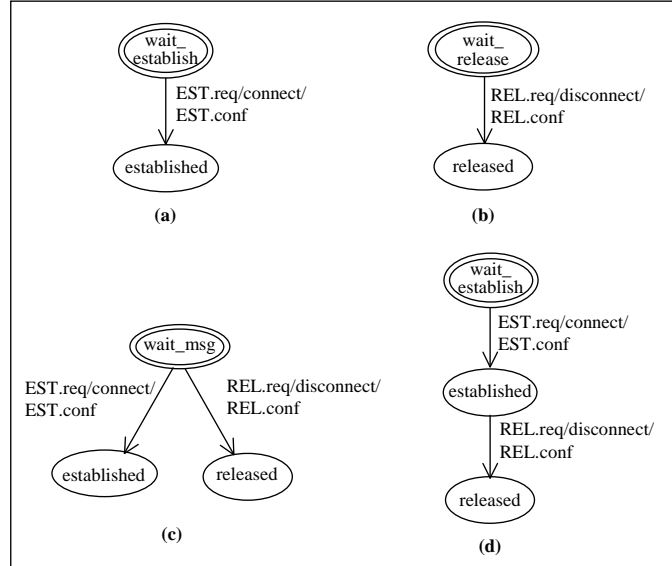 wait_
establish
EST.req/connect/
EST.conf
established
(a)
wait_
release
REL.req/disconnect/
REL.conf
released
(b)
wait_msg
EST.req/connect/
EST.conf
REL.req/disconnect/
REL.conf
established
released
(c)
wait_
establish
EST.req/connect/
EST.conf
established
REL.req/disconnect/
REL.conf
released
(d)